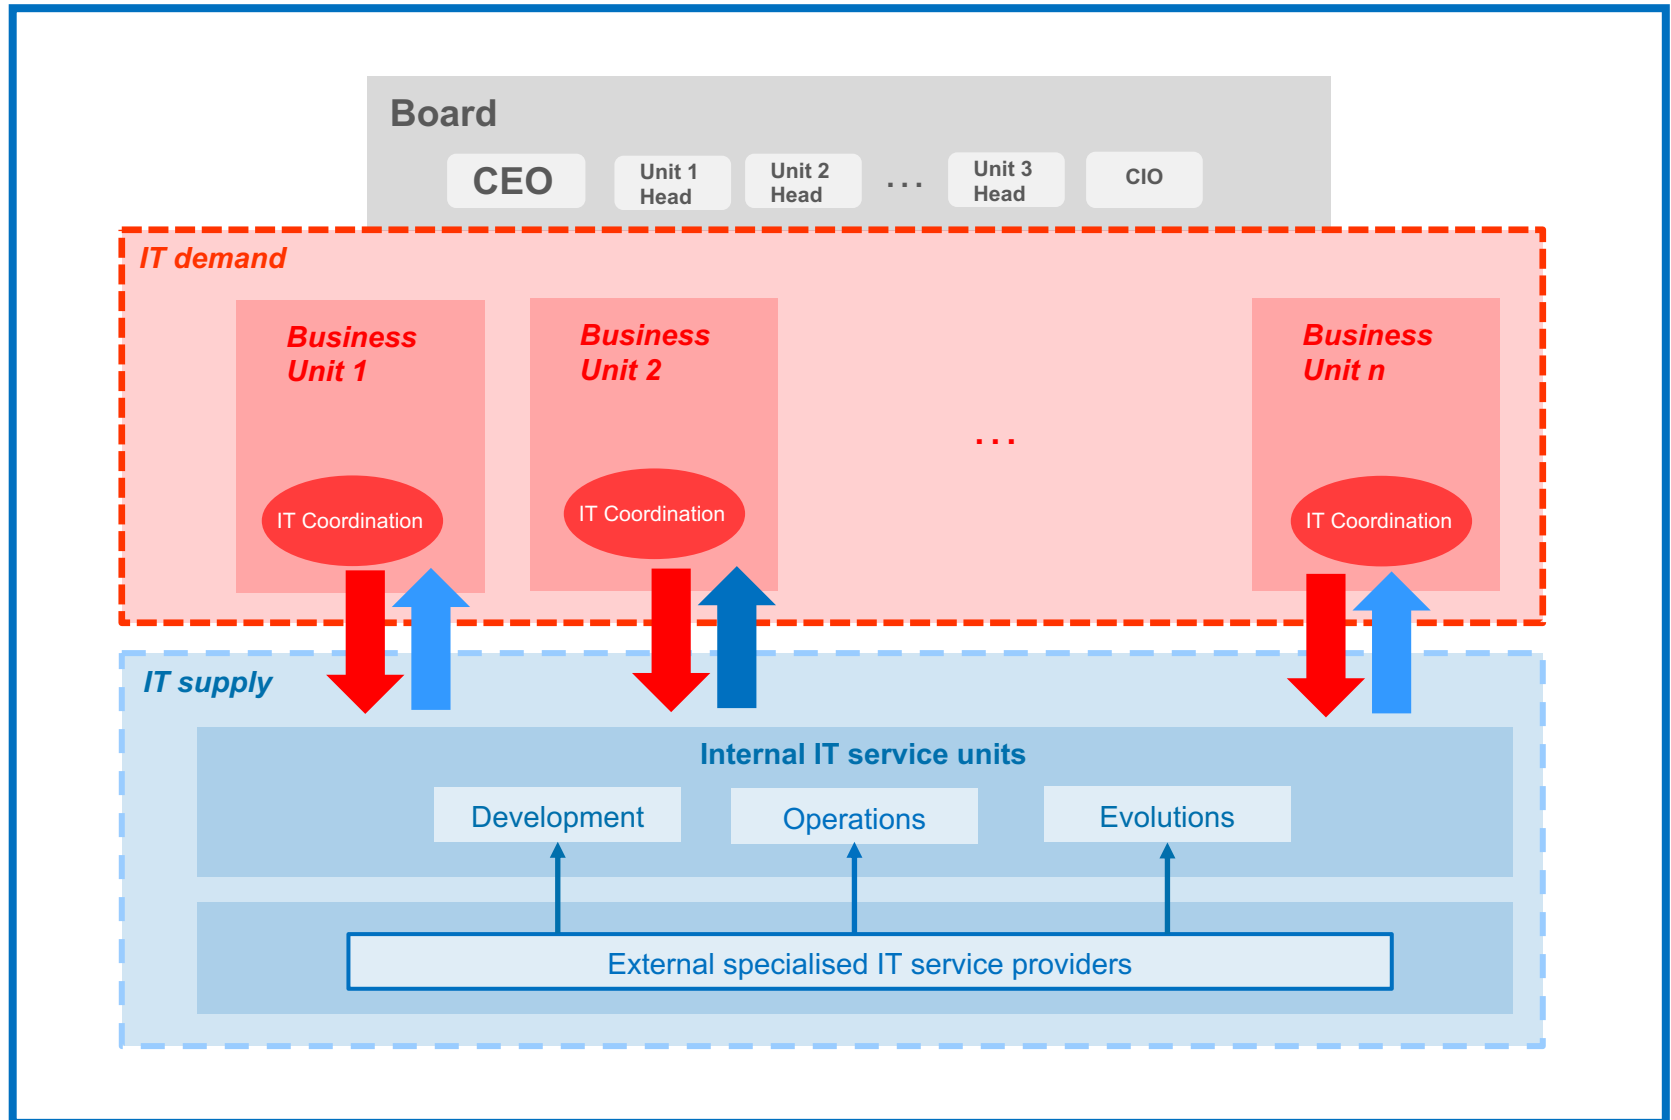 Board
CEO
Unit 1
Head
Unit 2
Head
...
Unit 3
Head
CIO
IT demand
Business
Unit 1
Business
Unit 2
...
Business
Unit n
IT Coordination
IT Coordination
IT Coordination
IT supply
Internal IT service units
Development
Operations
Evolutions
External specialised IT service providers